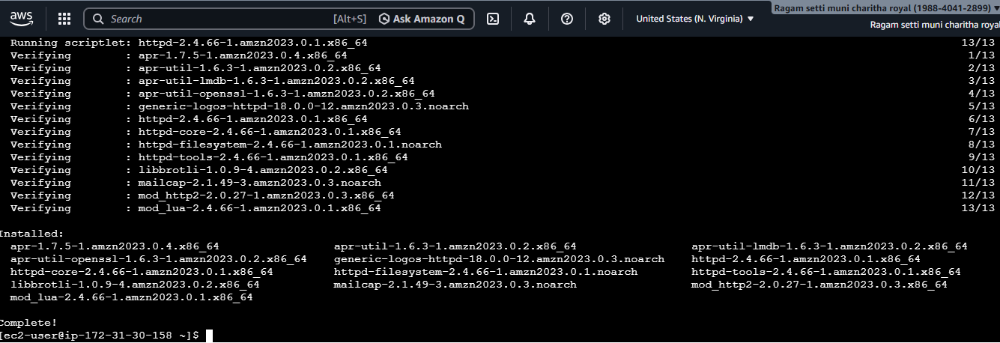 aws Search [Alt+S] Ask Amazon Q United States (N. Virginia) Ragam setti muni charitha royal (1988-4041-2899)
Ragam setti muni charitha royal
Running scriptlet: httpd-2.4.66-1.amzn2023.0.1.x86_64 13/13
Verifying : apr-1.7.5-1.amzn2023.0.4.x86_64 1/13
Verifying : apr-util-1.6.3-1.amzn2023.0.2.x86_64 2/13
Verifying : apr-util-lmdb-1.6.3-1.amzn2023.0.2.x86_64 3/13
Verifying : apr-util-openssl-1.6.3-1.amzn2023.0.2.x86_64 4/13
Verifying : generic-logos-httpd-18.0.0-12.amzn2023.0.3.noarch 5/13
Verifying : httpd-2.4.66-1.amzn2023.0.1.x86_64 6/13
Verifying : httpd-core-2.4.66-1.amzn2023.0.1.x86_64 7/13
Verifying : httpd-filesystem-2.4.66-1.amzn2023.0.1.noarch 8/13
Verifying : httpd-tools-2.4.66-1.amzn2023.0.1.x86_64 9/13
Verifying : libbrotli-1.0.9-4.amzn2023.0.2.x86_64 10/13
Verifying : mailcap-2.1.49-3.amzn2023.0.3.noarch 11/13
Verifying : mod_http2-2.0.27-1.amzn2023.0.3.x86_64 12/13
Verifying : mod_lua-2.4.66-1.amzn2023.0.1.x86_64 13/13
Installed:
apr-1.7.5-1.amzn2023.0.4.x86_64 apr-util-1.6.3-1.amzn2023.0.2.x86_64 apr-util-lmdb-1.6.3-1.amzn2023.0.2.x86_64
apr-util-openssl-1.6.3-1.amzn2023.0.2.x86_64 generic-logos-httpd-18.0.0-12.amzn2023.0.3.noarch httpd-2.4.66-1.amzn2023.0.1.x86_64
httpd-core-2.4.66-1.amzn2023.0.1.x86_64 httpd-filesystem-2.4.66-1.amzn2023.0.1.noarch httpd-tools-2.4.66-1.amzn2023.0.1.x86_64
libbrotli-1.0.9-4.amzn2023.0.2.x86_64 mailcap-2.1.49-3.amzn2023.0.3.noarch mod_http2-2.0.27-1.amzn2023.0.3.x86_64
mod_lua-2.4.66-1.amzn2023.0.1.x86_64
Complete!
[ec2-user@ip-172-31-30-158 ~]$